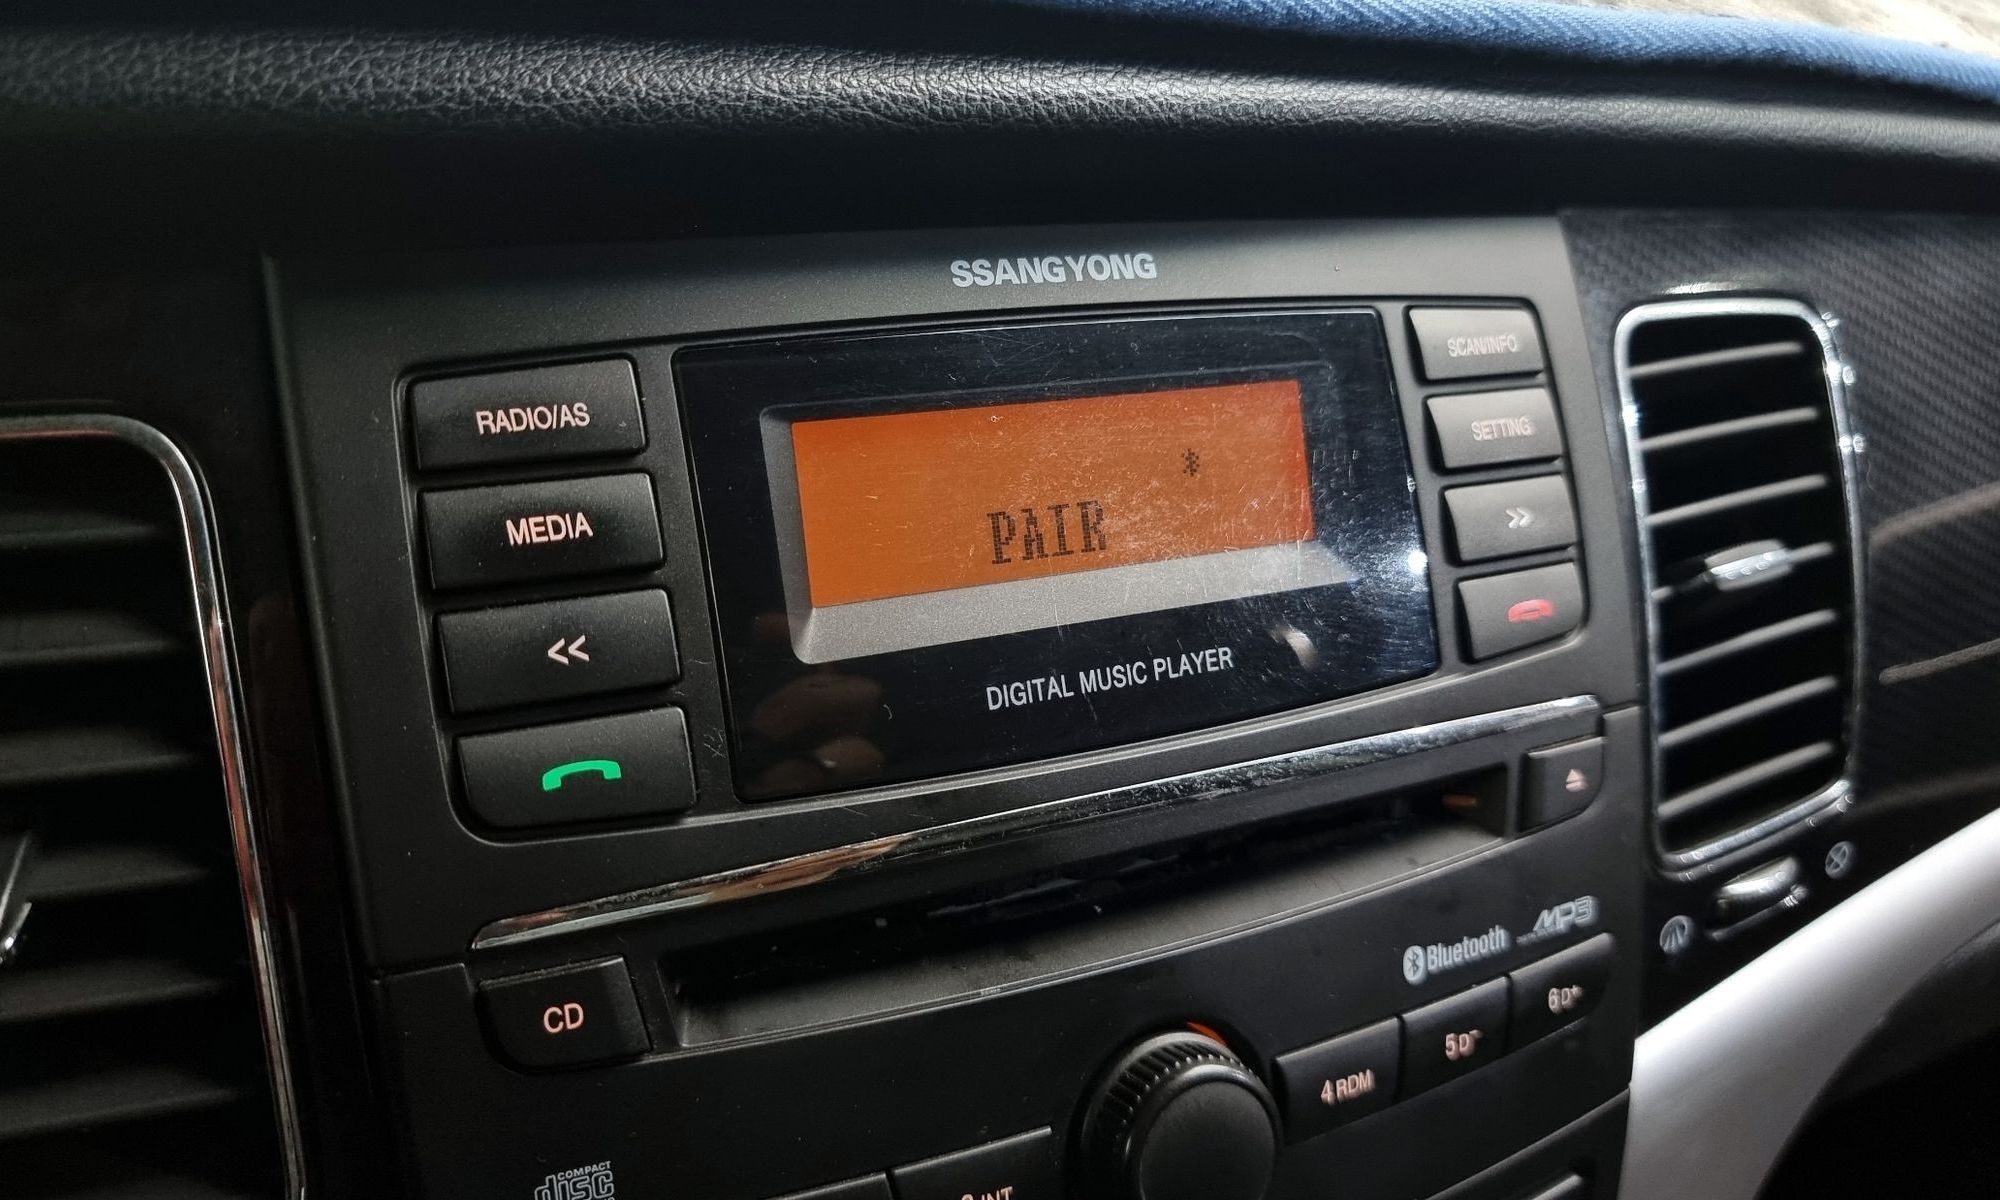 SSANGYONG
RADIO/AS
SCAN/INFO
SETTING
MEDIA
PAIR
<<
>>
DIGITAL MUSIC PLAYER
CD
Bluetooth
MP3
4 RDM
5 D-
6 D+
COMPACT
disc
INT